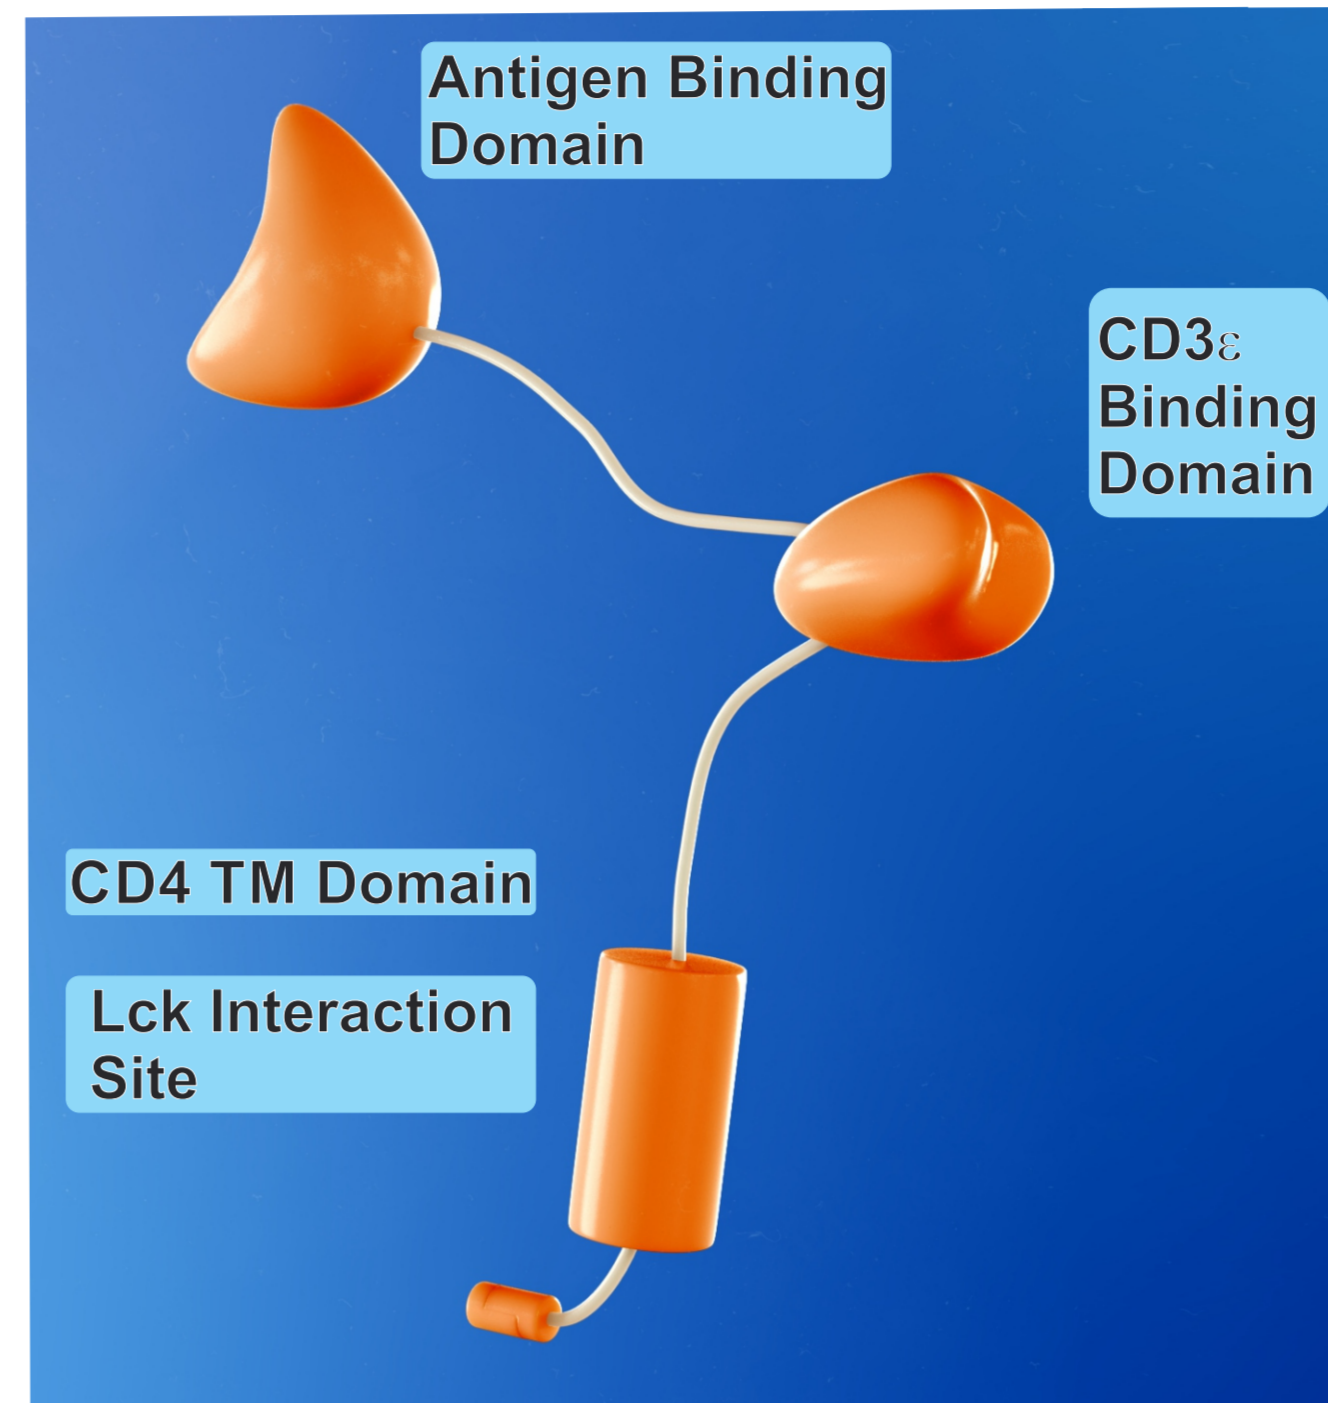 Antigen Binding
Domain
CD3ε
Binding
Domain
CD4 TM Domain
Lck Interaction
Site